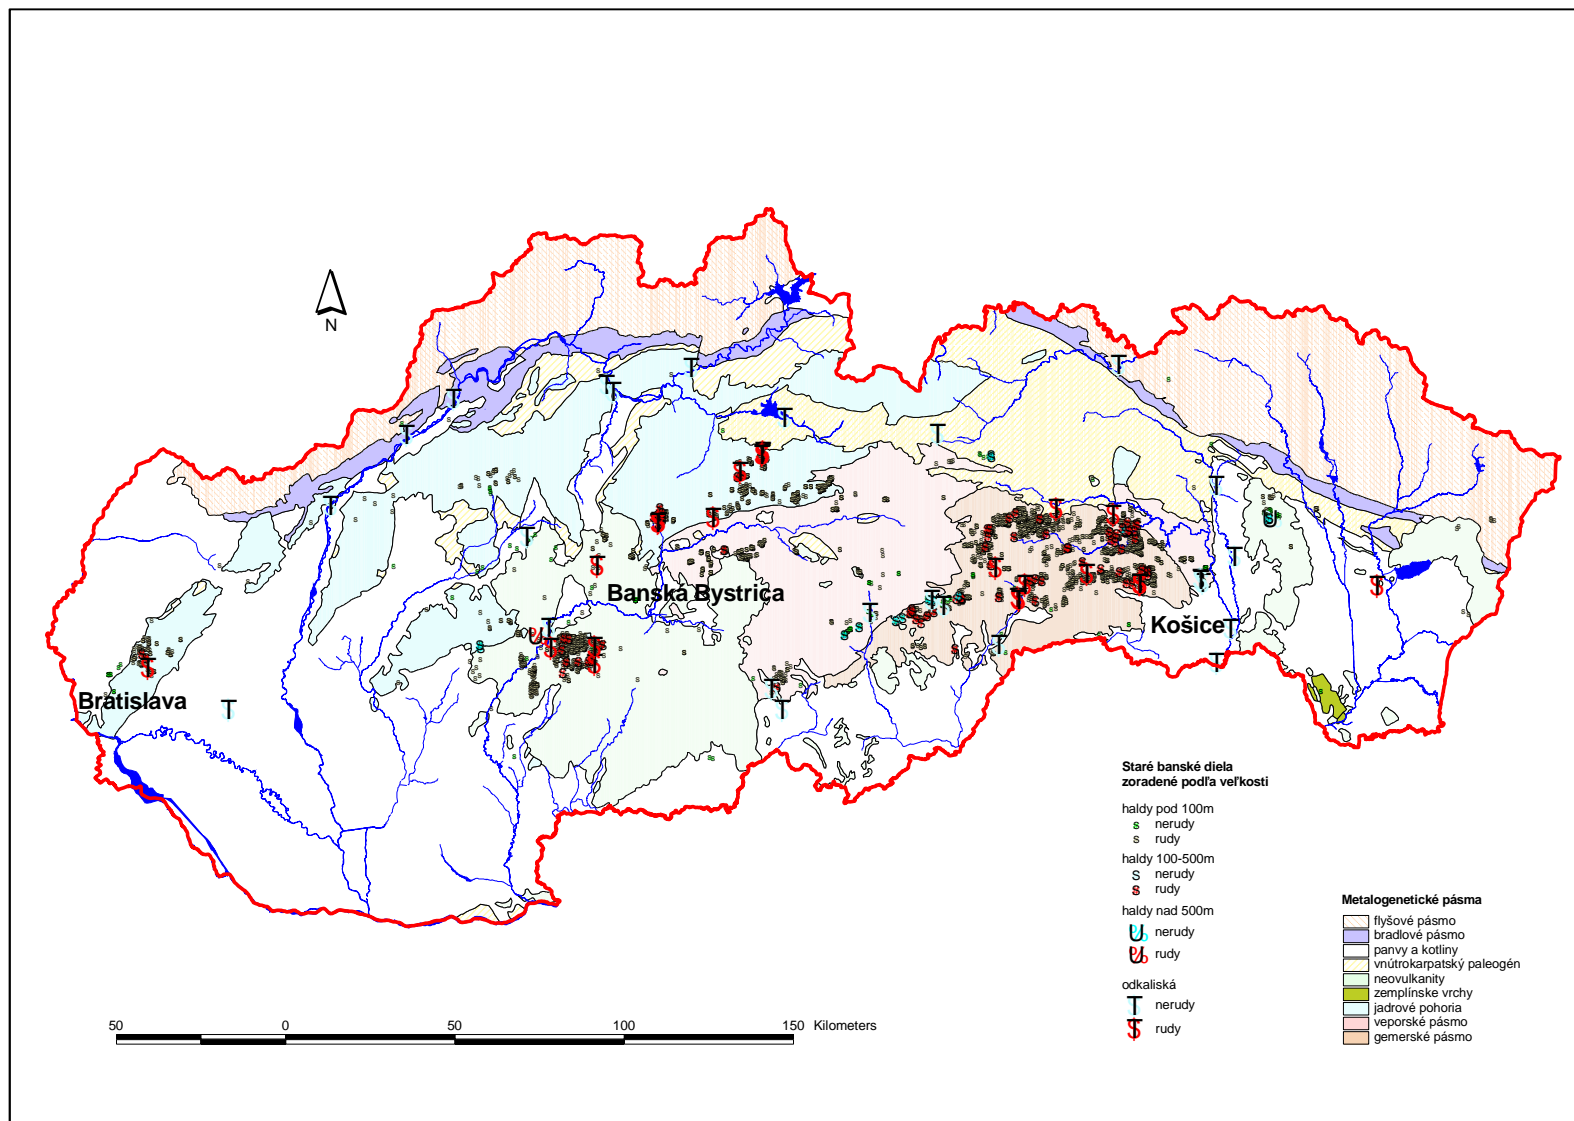 N
Banská Bystrica
Košice
Bratislava
Staré banské diela
zoradené podľa veľkosti
haldy pod 100m
s nerudy
s rudy
haldy 100-500m
s nerudy
s rudy
haldy nad 500m
nerudy
rudy
odkaliská
T nerudy
T rudy
Metalogenetické pásma
flyšové pásmo
bradlové pásmo
panvy a kotliny
vnútrokarpatský paleogén
neovulkanity
zemplínske vrchy
jadrové pohoria
veporské pásmo
gemerské pásmo
50 0 50 100 150 Kilometers